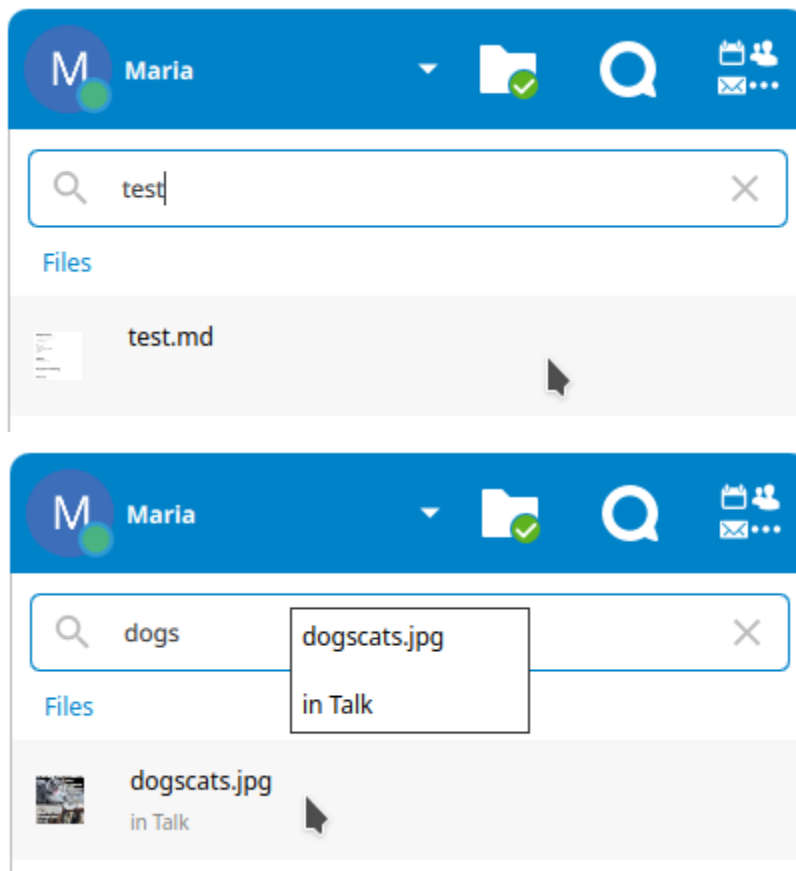 M Maria
test
Files
test.md
M Maria
dogs
dogscats.jpg
in Talk
Files
dogscats.jpg
in Talk